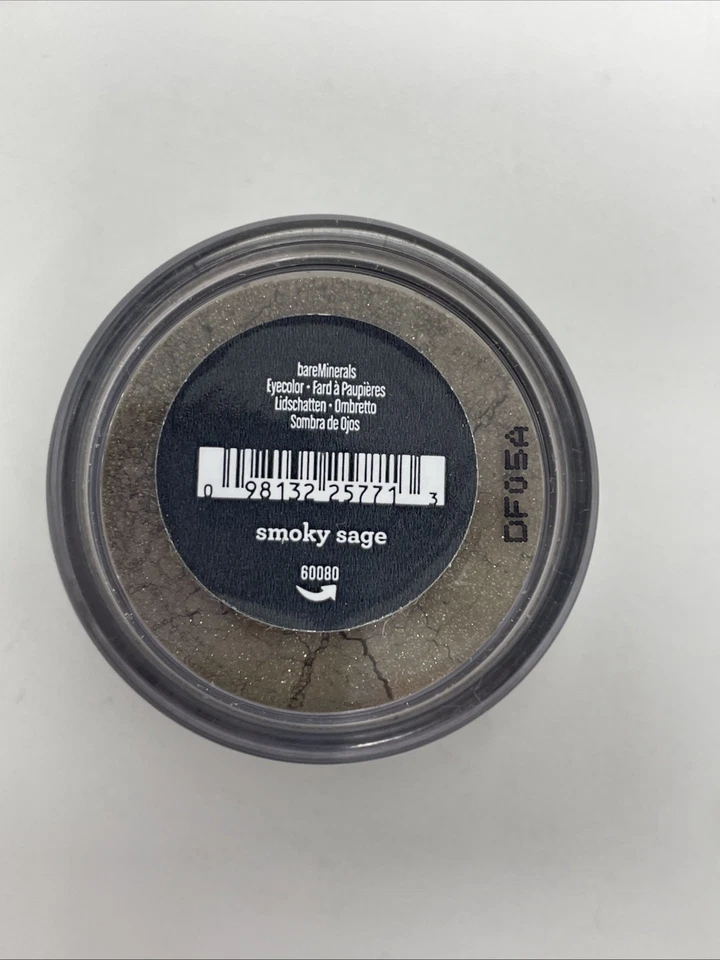 bareMinerals
Eyecolor • Fard à Paupières
Lidschatten • Ombretto
Sombra de Ojos
0 98132 25771 3
smoky sage
60080
DF05A